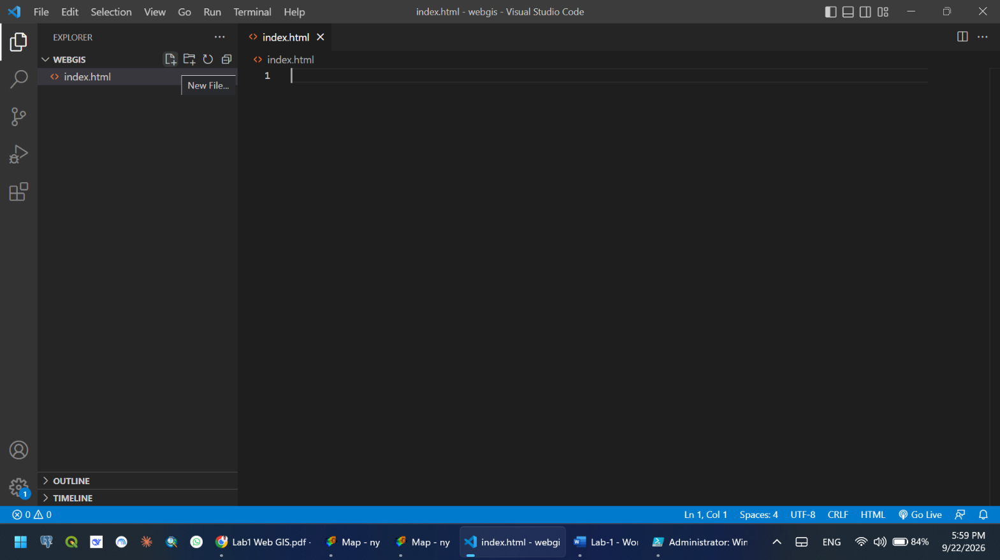 File Edit Selection View Go Run Terminal Help index.html - webgis - Visual Studio Code
EXPLORER
index.html
WEBGIS
index.html
index.html
New File...
1
OUTLINE
TIMELINE
1
0 0 Ln 1, Col 1 Spaces: 4 UTF-8 CRLF HTML Go Live
Lab1 Web GIS.pdf - Map - ny Map - ny index.html - webgi Lab-1 - Wor Administrator: Win ENG 84% 5:59 PM
9/22/2026